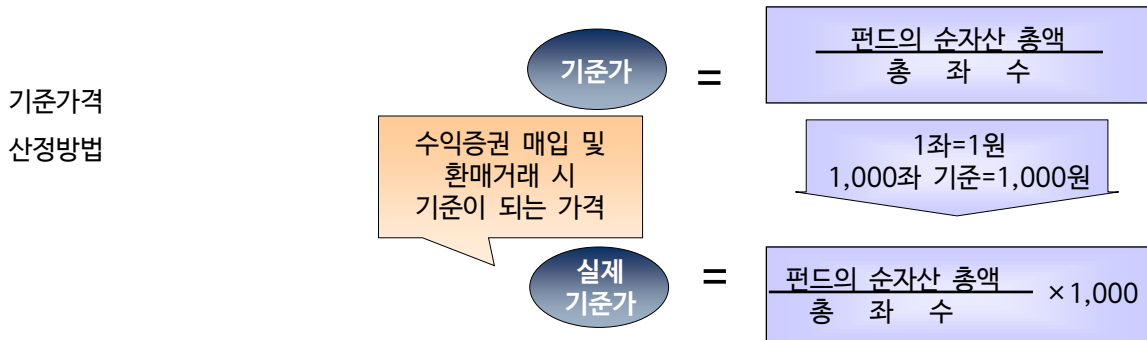 기준가격
산정방법
기준가
=
펀드의 순자산 총액
총 좌 수
수익증권 매입 및
환매거래 시
기준이 되는 가격
1좌=1원
1,000좌 기준=1,000원
실제
기준가
=
펀드의 순자산 총액
총 좌 수
×1,000